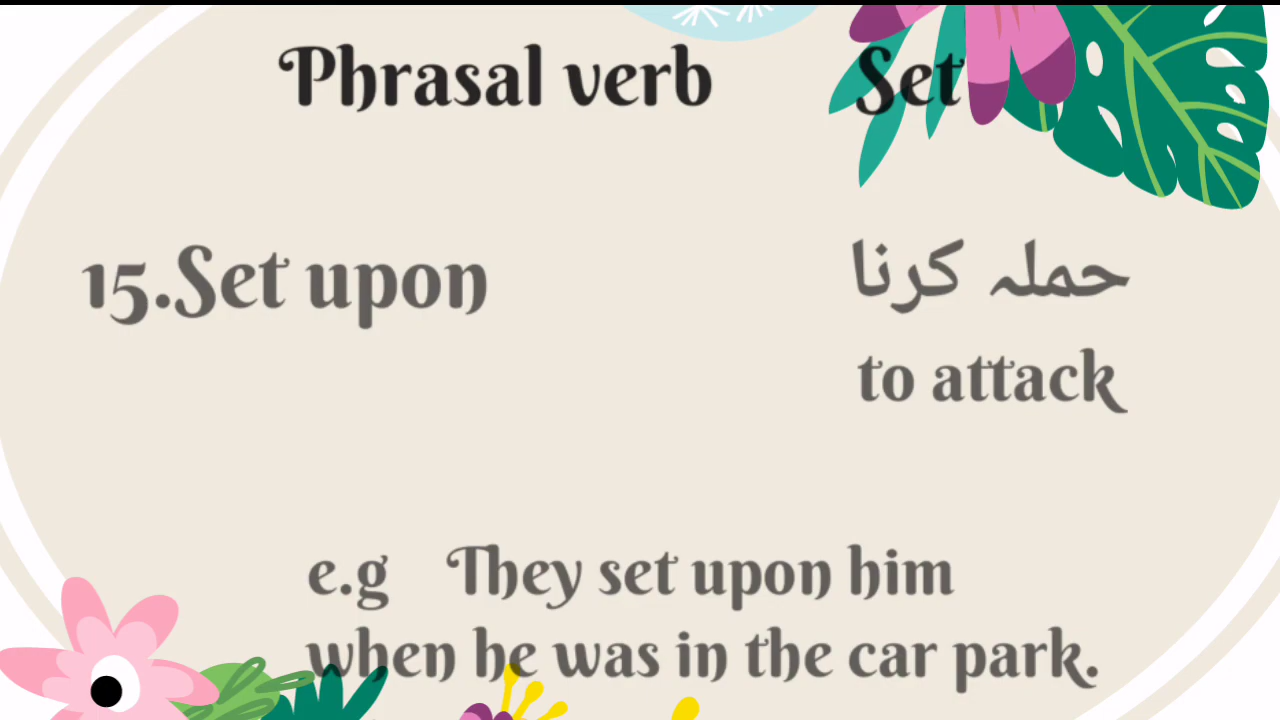 Phrasal verb Set
15.Set upon حملہ کرنا
to attack
e.g They set upon him
when he was in the car park.